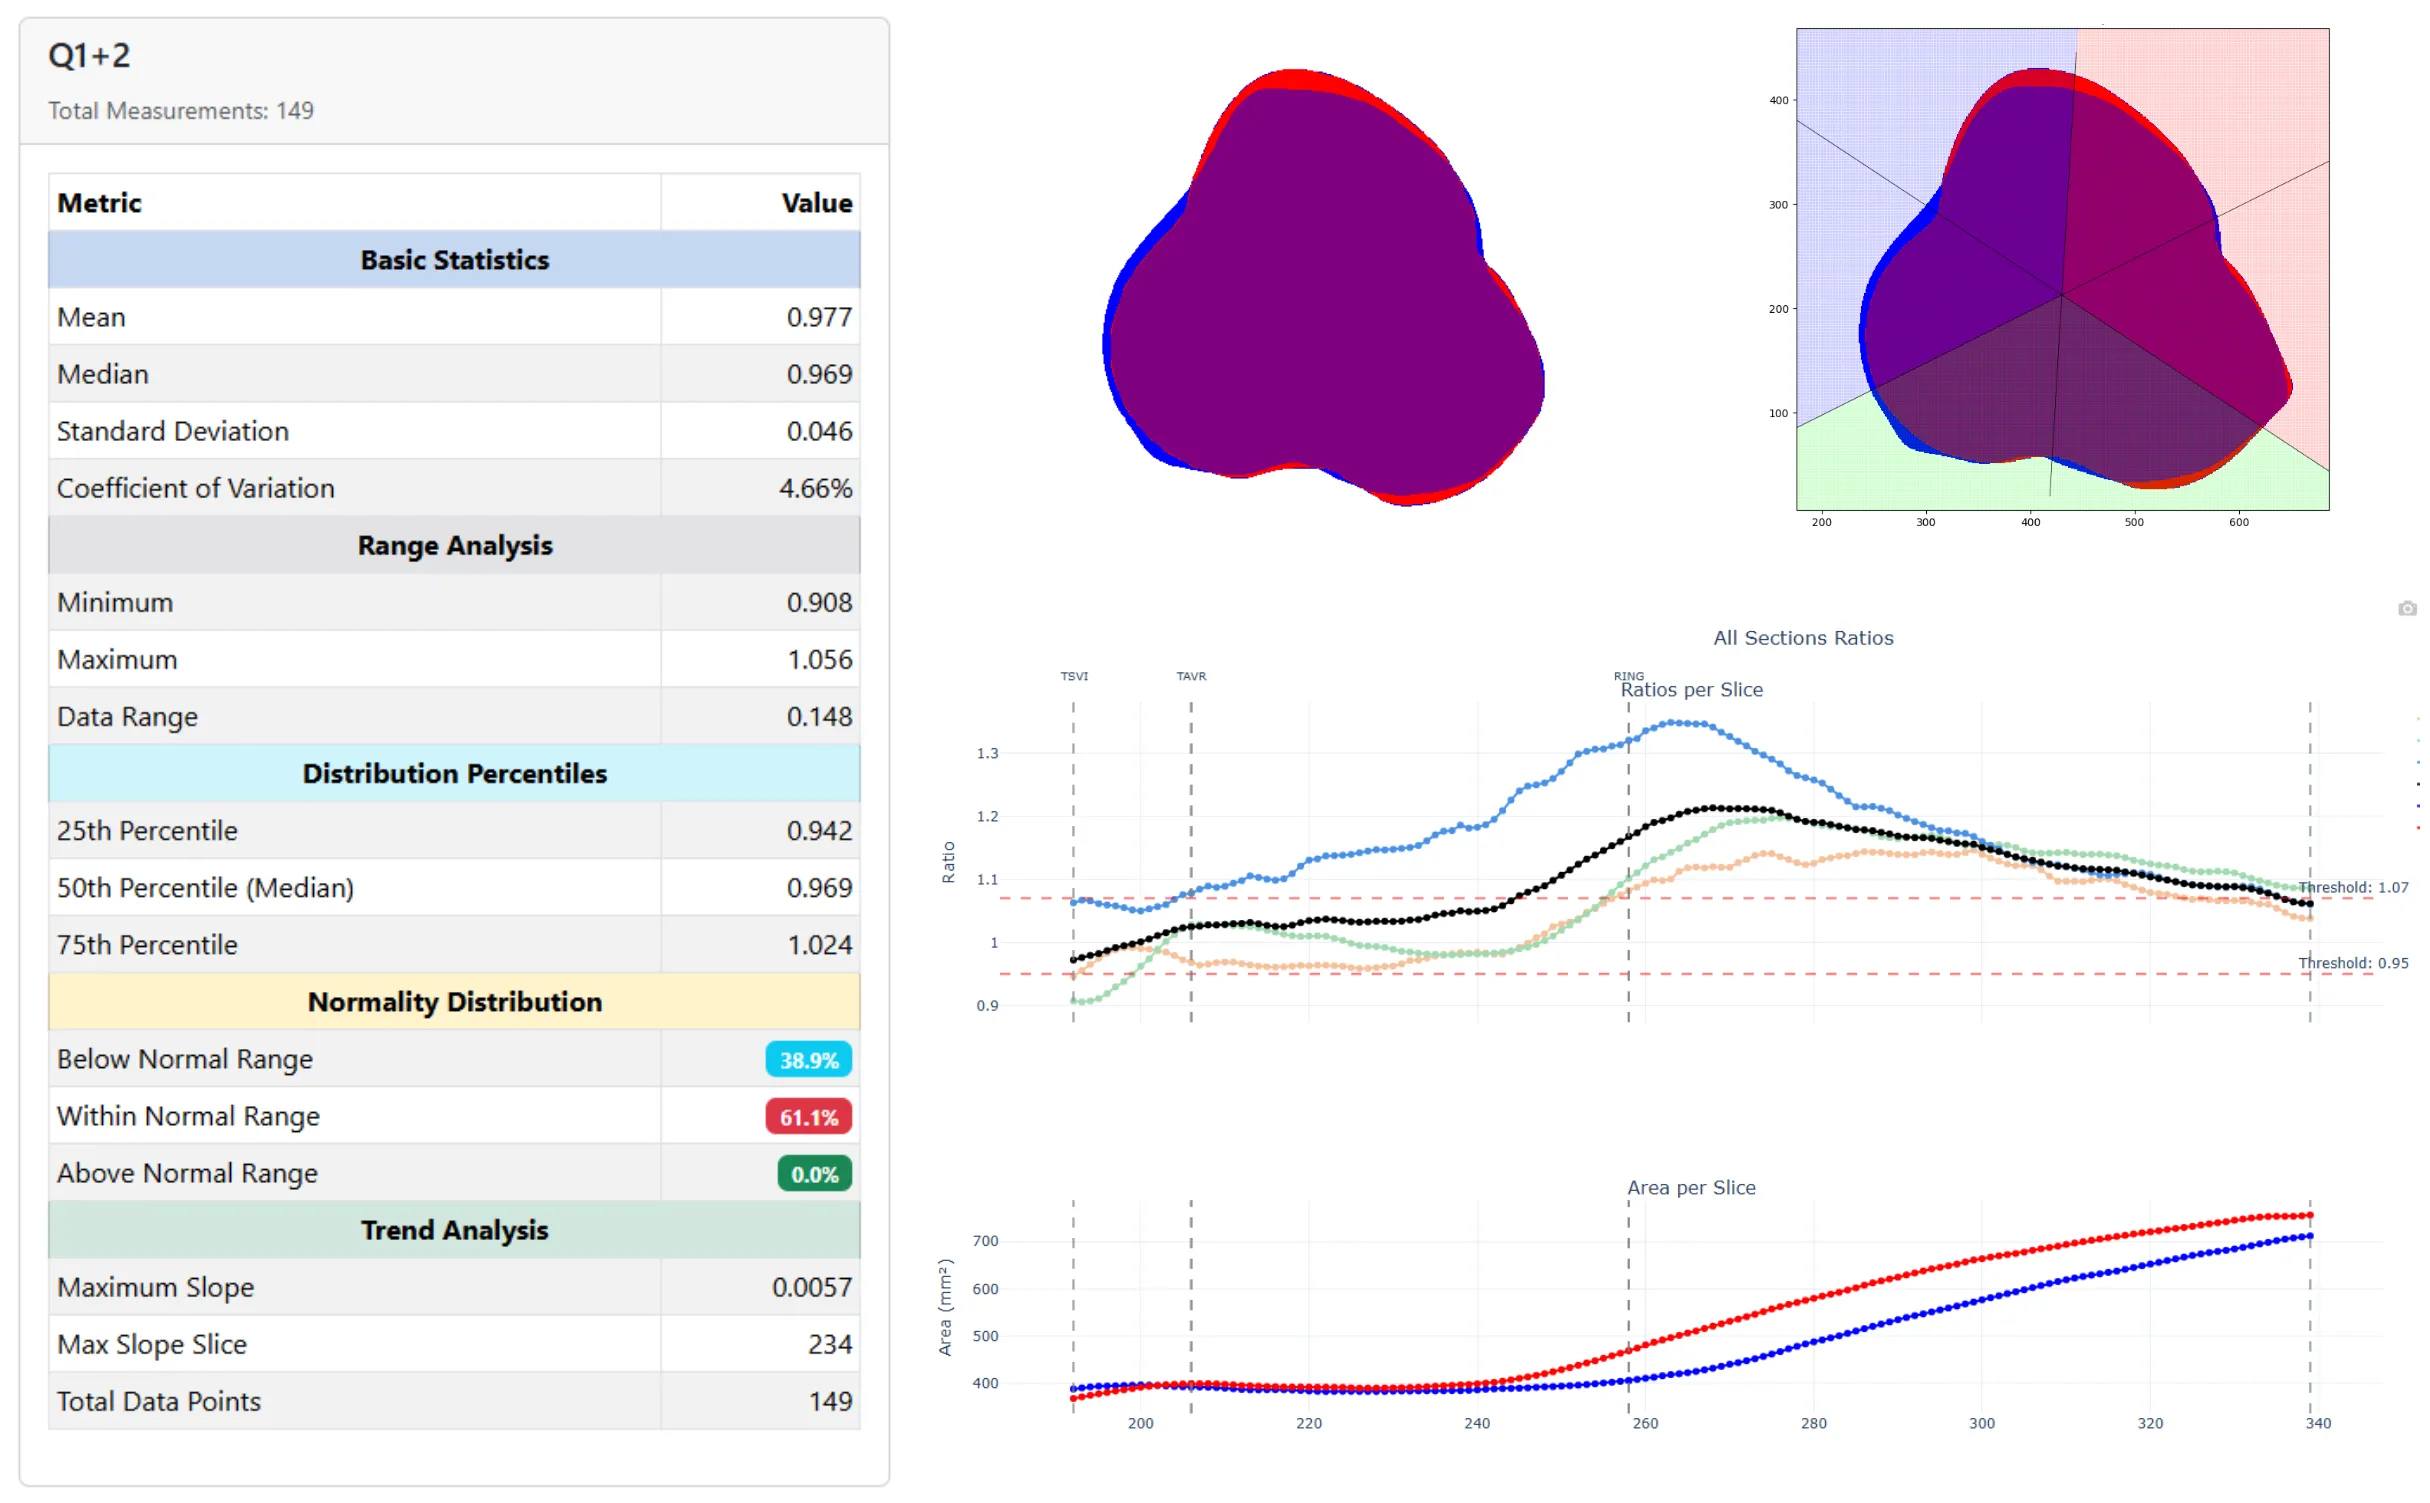 Q1+2
Total Measurements: 149
Metric Value
Basic Statistics
Mean 0.977
Median 0.969
Standard Deviation 0.046
Coefficient of Variation 4.66%
Range Analysis
Minimum 0.908
Maximum 1.056
Data Range 0.148
Distribution Percentiles
25th Percentile 0.942
50th Percentile (Median) 0.969
75th Percentile 1.024
Normality Distribution
Below Normal Range 38.9%
Within Normal Range 61.1%
Above Normal Range 0.0%
Trend Analysis
Maximum Slope 0.0057
Max Slope Slice 234
Total Data Points 149
400
300
200
100
200 300 400 500 600
All Sections Ratios
TSVI TAVR RING
Ratios per Slice
Ratio
1.3
1.2
1.1
1
0.9
Threshold: 1.07
Threshold: 0.95
Area per Slice
Area (mm²)
700
600
500
400
200 220 240 260 280 300 320 340